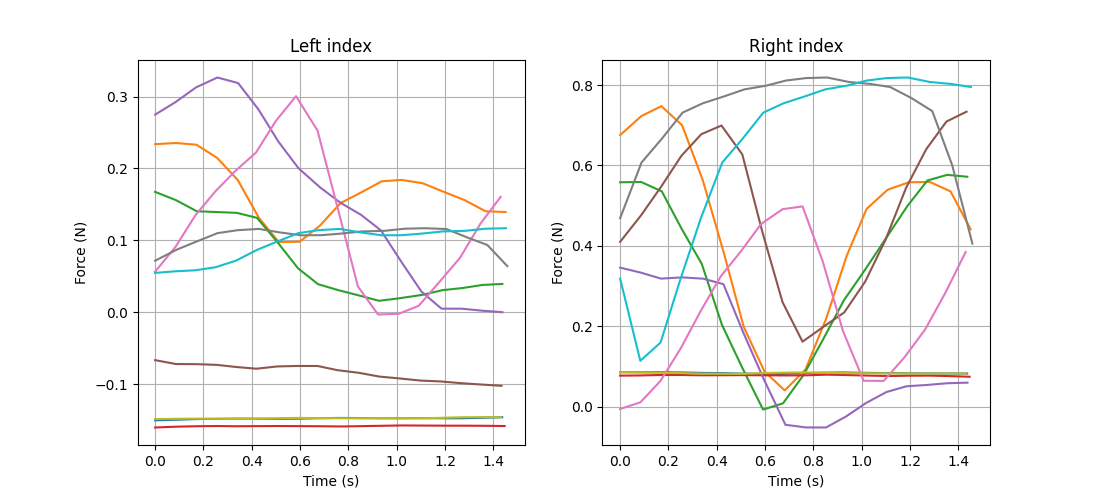 Left index
Right index
Force (N)
0.3
0.2
0.1
0.0
−0.1
0.0 0.2 0.4 0.6 0.8 1.0 1.2 1.4
Time (s)
Force (N)
0.8
0.6
0.4
0.2
0.0
0.0 0.2 0.4 0.6 0.8 1.0 1.2 1.4
Time (s)